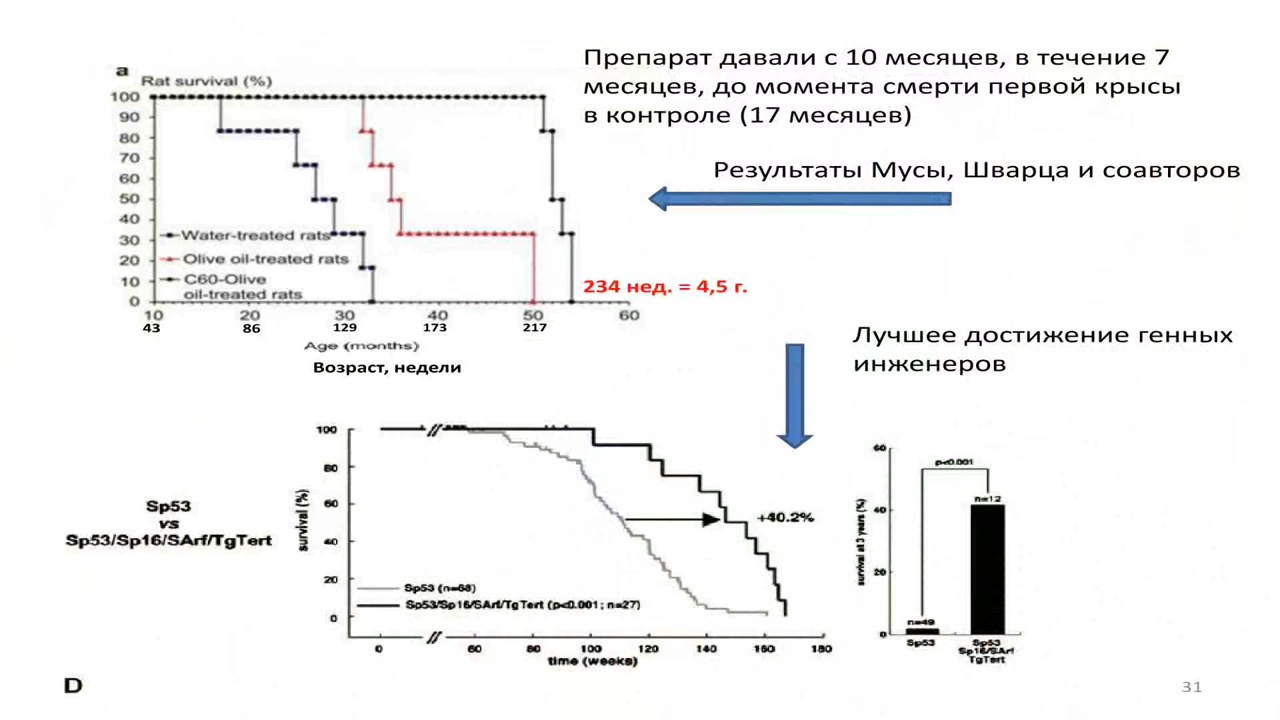 a
Rat survival (%)
100
90
80
70
60
50
40
30
20
10
0
Water-treated rats
Olive oil-treated rats
C60-Olive
oil-treated rats
10 20 30 40 50 60
43 86 129 173 217
Age (months)
Возраст, недели
Препарат давали с 10 месяцев, в течение 7
месяцев, до момента смерти первой крысы
в контроле (17 месяцев)
Результаты Мусы, Шварца и соавторов
234 нед. = 4,5 г.
Лучшее достижение генных
инженеров
Sp53
vs
Sp53/Sp16/SArf/TgTert
survival (%)
100
80
60
40
20
0
+40.2%
Sp53 (n=68)
Sp53/Sp16/SArf/TgTert (p<0.001; n=27)
0 60 80 100 120 140 160 180
time (weeks)
survival at 3 years (%)
60
40
20
0
p<0.001
n=12
n=49
Sp53
Sp53
Sp16/SArf
TgTert
D
31